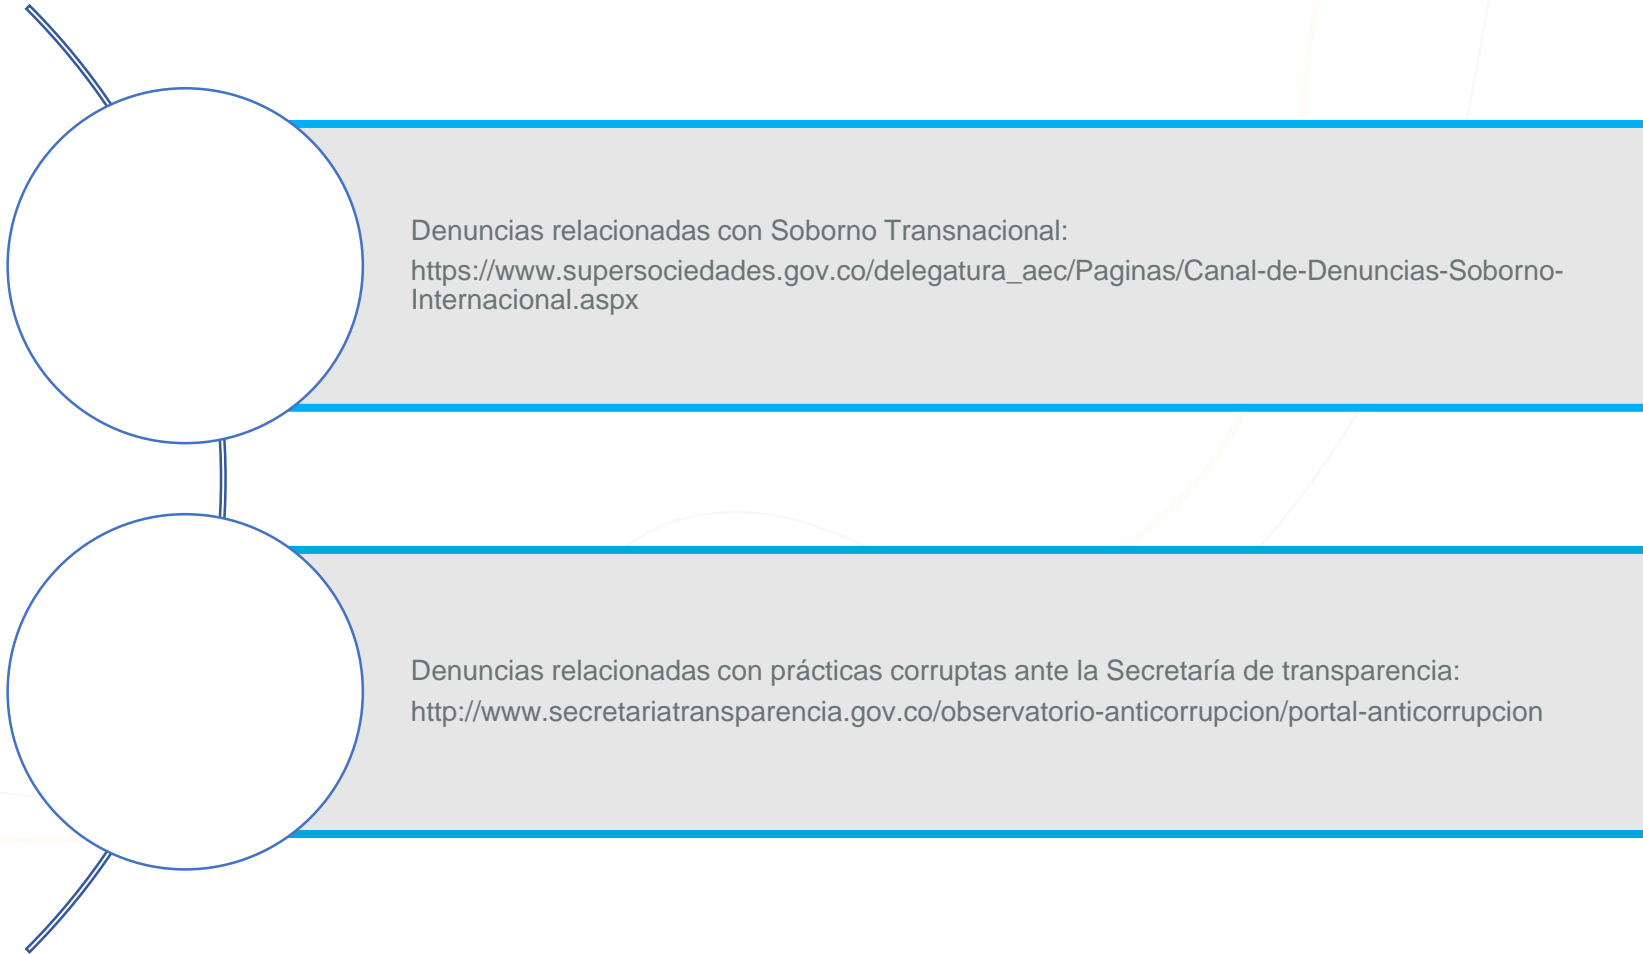 Denuncias relacionadas con Soborno Transnacional:
https://www.supersociedades.gov.co/delegatura_aec/Paginas/Canal-de-Denuncias-Soborno-
Internacional.aspx
Denuncias relacionadas con prácticas corruptas ante la Secretaría de transparencia:
http://www.secretariatransparencia.gov.co/observatorio-anticorrupcion/portal-anticorrupcion